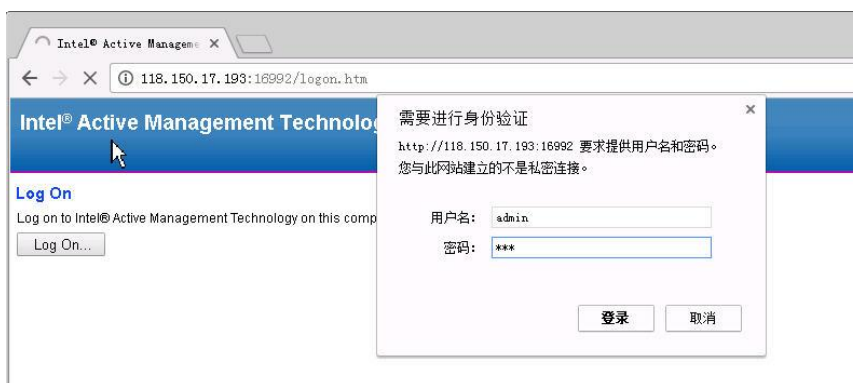 Intel® Active Manageme
118.150.17.193:16992/logon.htm
Intel® Active Management Technolog
Log On
Log on to Intel® Active Management Technology on this comp
Log On...
需要进行身份验证
http://118.150.17.193:16992 要求提供用户名和密码。
您与此网站建立的不是私密连接。
用户名: admin
密码: ***
登录 取消